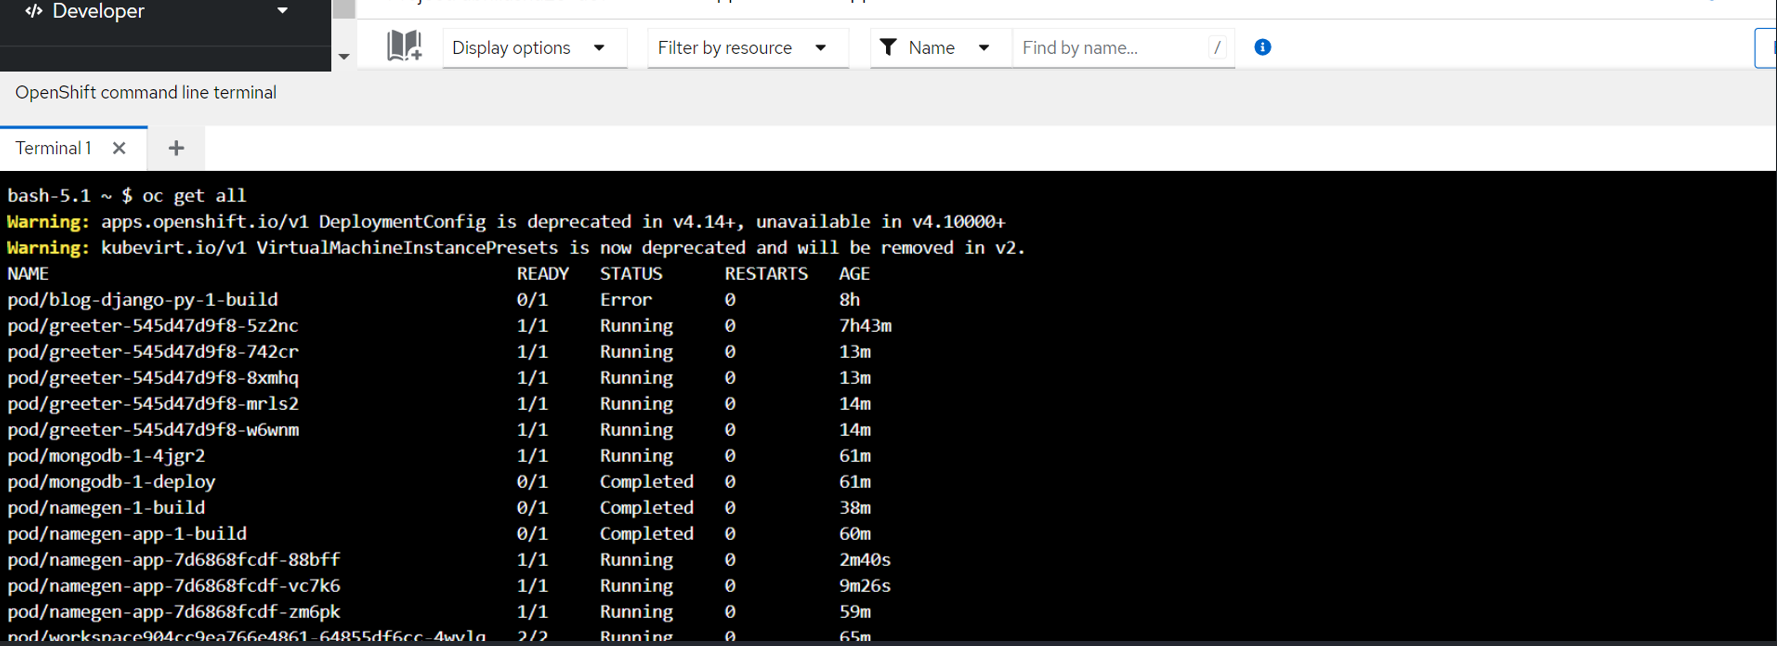 </> Developer
Display options
Filter by resource
Name
Find by name...
/
OpenShift command line terminal
Terminal 1
bash-5.1 ~ $ oc get all
Warning: apps.openshift.io/v1 DeploymentConfig is deprecated in v4.14+, unavailable in v4.10000+
Warning: kubevirt.io/v1 VirtualMachineInstancePresets is now deprecated and will be removed in v2.
NAME READY STATUS RESTARTS AGE
pod/blog-django-py-1-build 0/1 Error 0 8h
pod/greeter-545d47d9f8-5z2nc 1/1 Running 0 7h43m
pod/greeter-545d47d9f8-742cr 1/1 Running 0 13m
pod/greeter-545d47d9f8-8xmhq 1/1 Running 0 13m
pod/greeter-545d47d9f8-mrls2 1/1 Running 0 14m
pod/greeter-545d47d9f8-w6wnm 1/1 Running 0 14m
pod/mongodb-1-4jgr2 1/1 Running 0 61m
pod/mongodb-1-deploy 0/1 Completed 0 61m
pod/namegen-1-build 0/1 Completed 0 38m
pod/namegen-app-1-build 0/1 Completed 0 60m
pod/namegen-app-7d6868fcdf-88bff 1/1 Running 0 2m40s
pod/namegen-app-7d6868fcdf-vc7k6 1/1 Running 0 9m26s
pod/namegen-app-7d6868fcdf-zm6pk 1/1 Running 0 59m
pod/workspace904cc9ea766e4861-64855df6cc-4wvlq 2/2 Running 0 65m